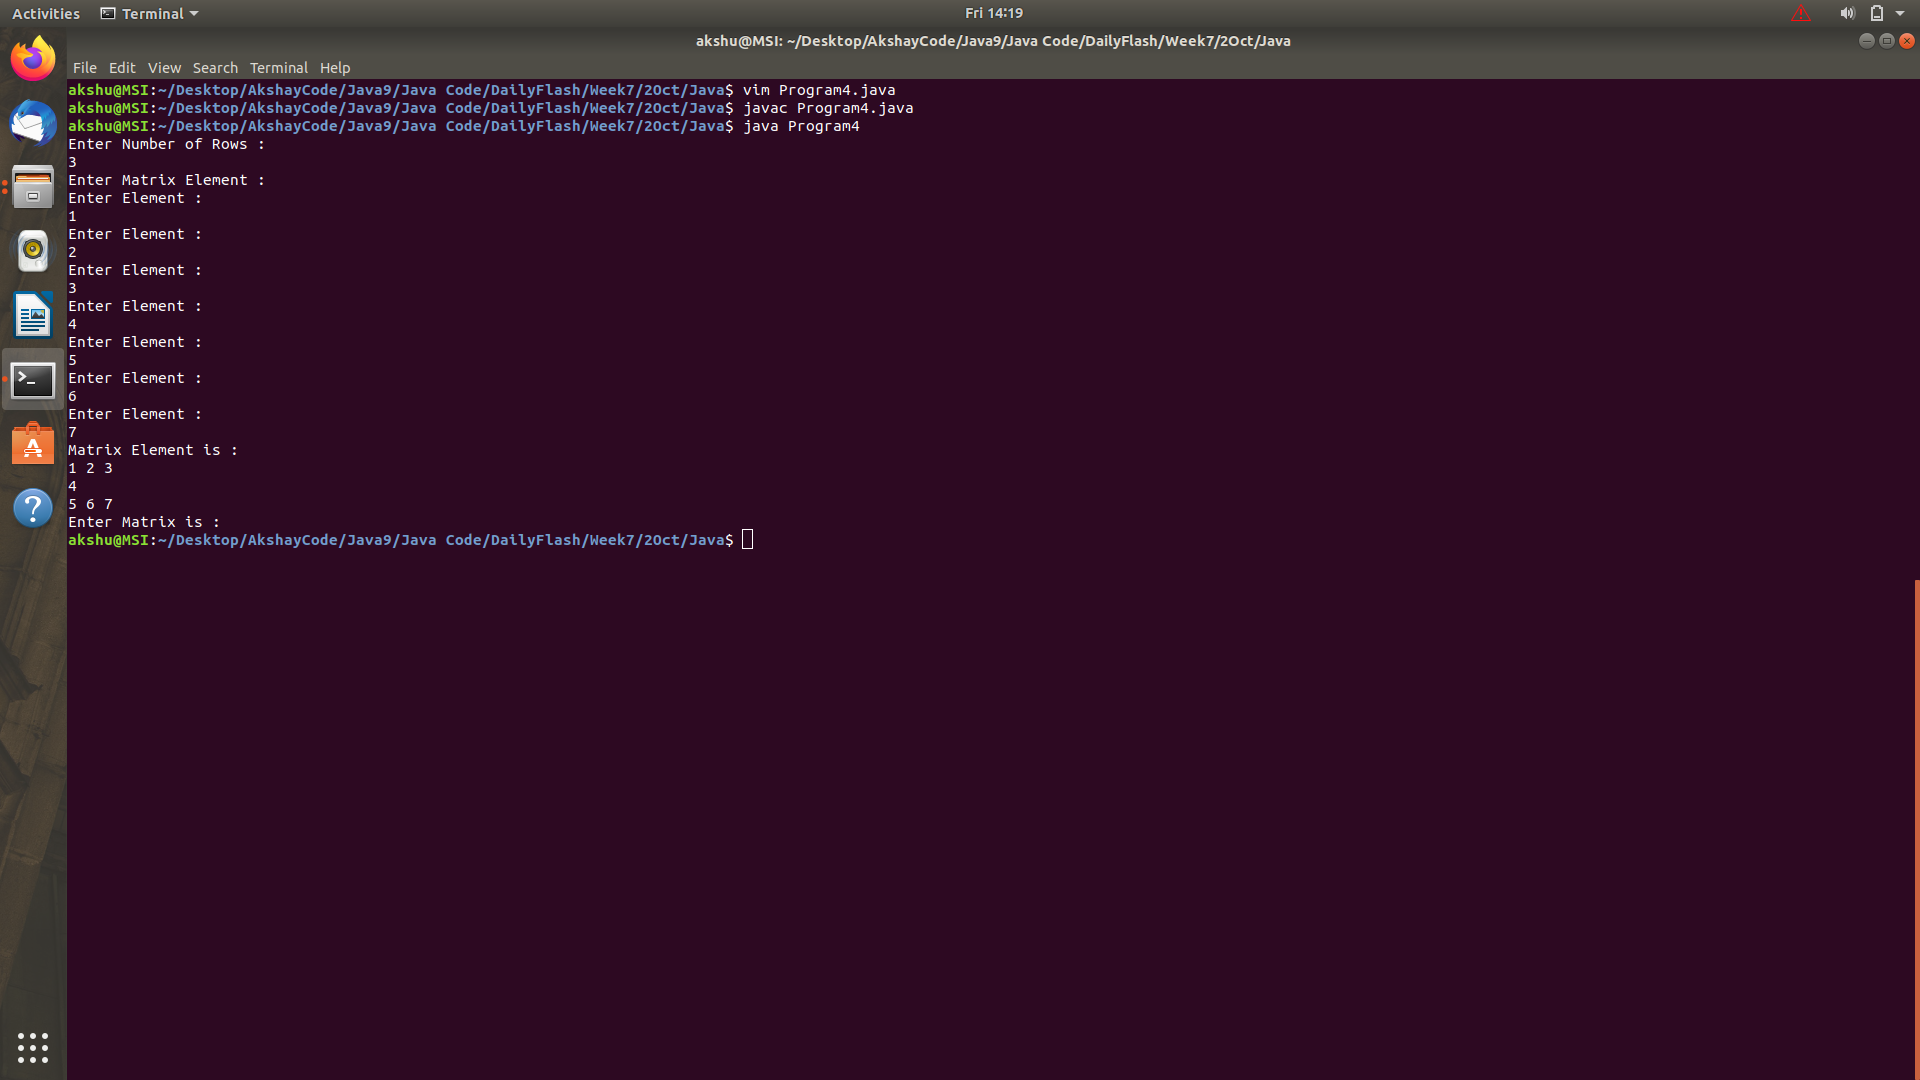 Activities Terminal Fri 14:19
akshu@MSI: ~/Desktop/AkshayCode/Java9/Java Code/DailyFlash/Week7/2Oct/Java
File Edit View Search Terminal Help
akshu@MSI:~/Desktop/AkshayCode/Java9/Java Code/DailyFlash/Week7/2Oct/Java$ vim Program4.java
akshu@MSI:~/Desktop/AkshayCode/Java9/Java Code/DailyFlash/Week7/2Oct/Java$ javac Program4.java
akshu@MSI:~/Desktop/AkshayCode/Java9/Java Code/DailyFlash/Week7/2Oct/Java$ java Program4
Enter Number of Rows :
3
Enter Matrix Element :
Enter Element :
1
Enter Element :
2
Enter Element :
3
Enter Element :
4
Enter Element :
5
Enter Element :
6
Enter Element :
7
Matrix Element is :
1 2 3
4
5 6 7
Enter Matrix is :
akshu@MSI:~/Desktop/AkshayCode/Java9/Java Code/DailyFlash/Week7/2Oct/Java$